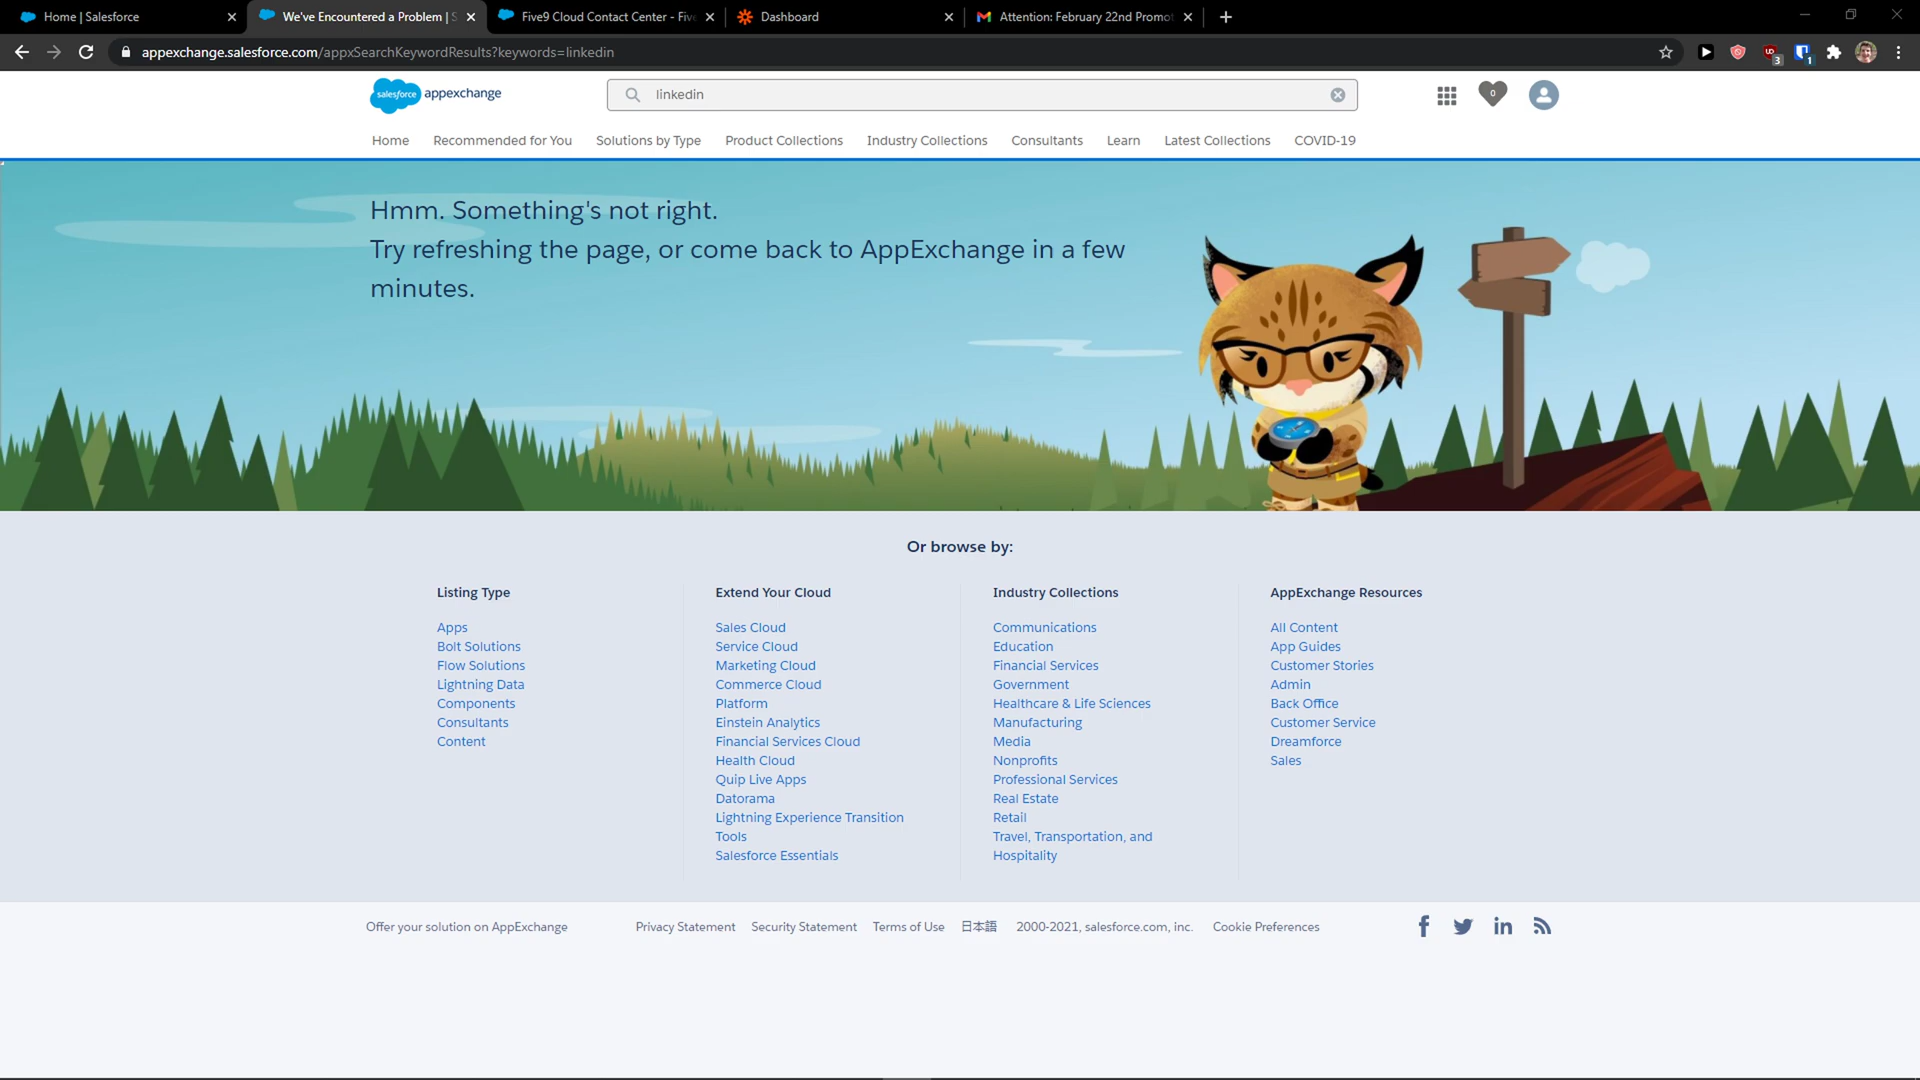 Home | Salesforce
We've Encountered a Problem | S
Five9 Cloud Contact Center - Five
Dashboard
Attention: February 22nd Promot
appexchange.salesforce.com/appxSearchKeywordResults?keywords=linkedin
3
1
salesforce appexchange
linkedin
0
Home
Recommended for You
Solutions by Type
Product Collections
Industry Collections
Consultants
Learn
Latest Collections
COVID-19
Hmm. Something's not right.
Try refreshing the page, or come back to AppExchange in a few
minutes.
Or browse by:
Listing Type
Apps
Bolt Solutions
Flow Solutions
Lightning Data
Components
Consultants
Content
Extend Your Cloud
Sales Cloud
Service Cloud
Marketing Cloud
Commerce Cloud
Platform
Einstein Analytics
Financial Services Cloud
Health Cloud
Quip Live Apps
Datorama
Lightning Experience Transition
Tools
Salesforce Essentials
Industry Collections
Communications
Education
Financial Services
Government
Healthcare & Life Sciences
Manufacturing
Media
Nonprofits
Professional Services
Real Estate
Retail
Travel, Transportation, and
Hospitality
AppExchange Resources
All Content
App Guides
Customer Stories
Admin
Back Office
Customer Service
Dreamforce
Sales
Offer your solution on AppExchange
Privacy Statement
Security Statement
Terms of Use
日本語
2000-2021, salesforce.com, inc.
Cookie Preferences